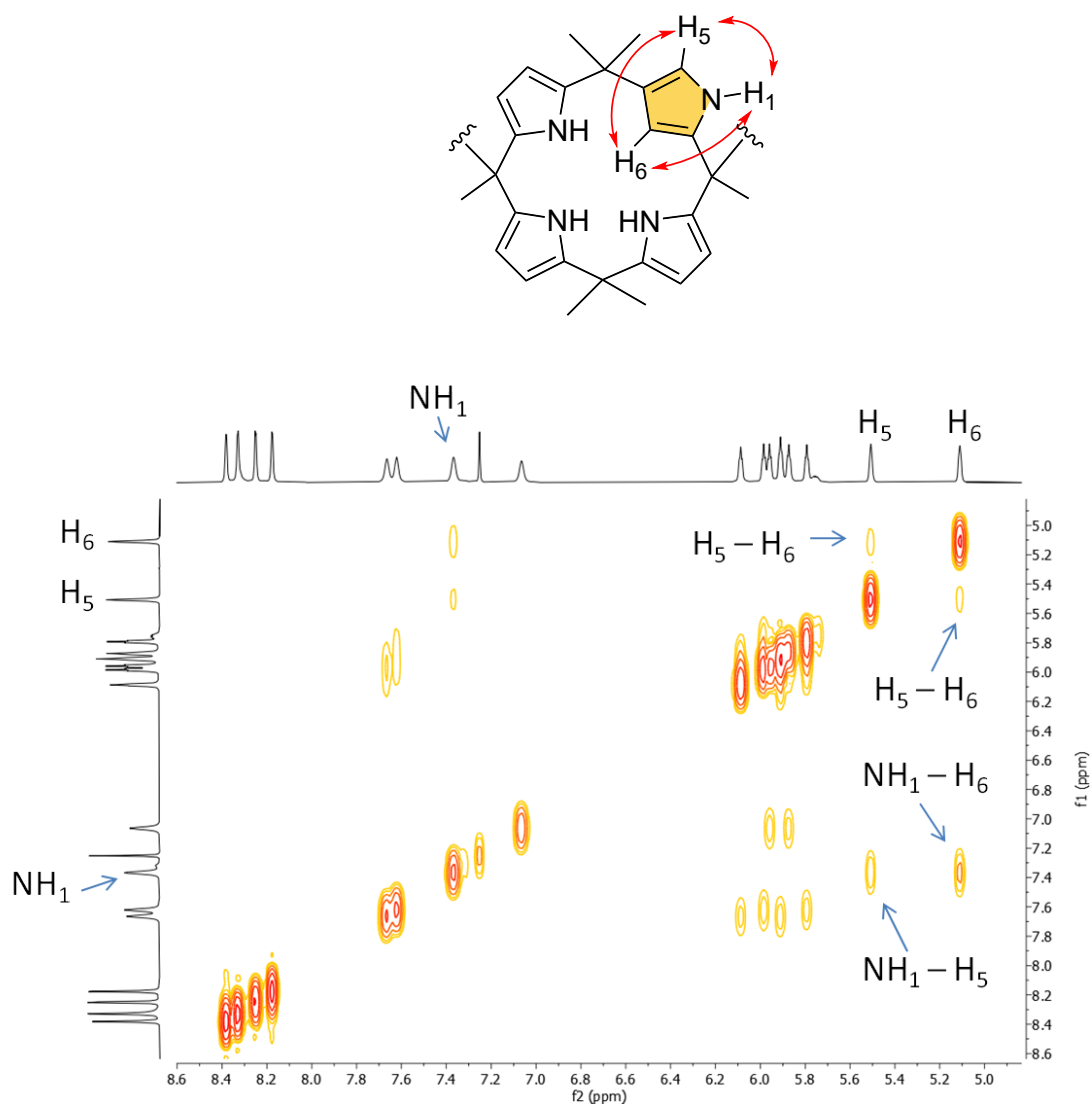 H5
N H1
NH
H6
NH
HN
NH1
H5
H6
H6
H5
NH1
H5 – H6
H5 – H6
NH1 – H6
NH1 – H5
5.0
5.2
5.4
5.6
5.8
6.0
6.2
6.4
6.6
6.8
7.0
7.2
7.4
7.6
7.8
8.0
8.2
8.4
8.6
f1 (ppm)
8.6 8.4 8.2 8.0 7.8 7.6 7.4 7.2 7.0 6.8 6.6 6.4 6.2 6.0 5.8 5.6 5.4 5.2 5.0
f2 (ppm)